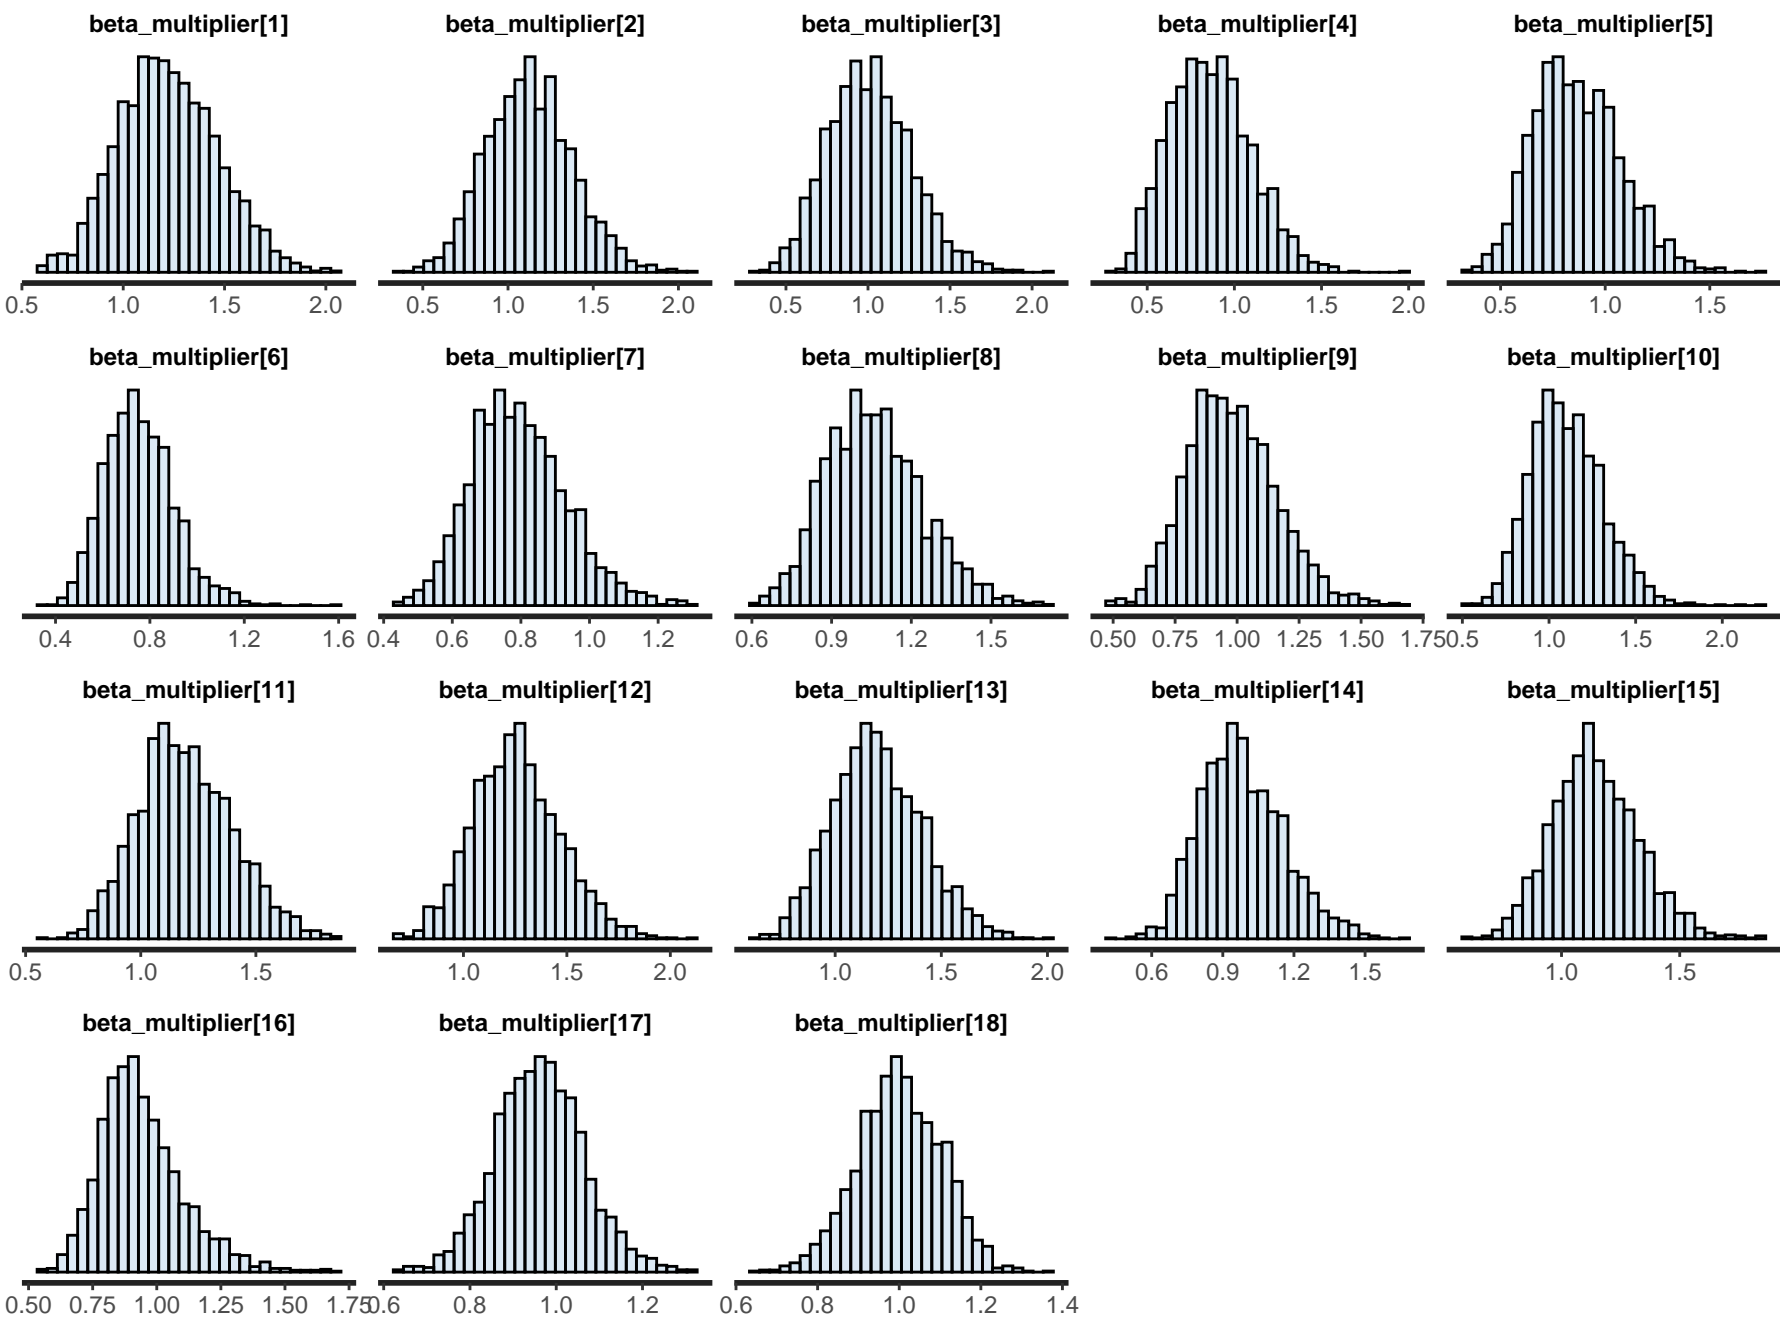 beta_multiplier[1] beta_multiplier[2] beta_multiplier[3] beta_multiplier[4] beta_multiplier[5]
0.5 1.0 1.5 2.0 0.5 1.0 1.5 2.0 0.5 1.0 1.5 2.0 0.5 1.0 1.5 2.0 0.5 1.0 1.5
beta_multiplier[6] beta_multiplier[7] beta_multiplier[8] beta_multiplier[9] beta_multiplier[10]
0.4 0.8 1.2 1.6 0.4 0.6 0.8 1.0 1.2 0.6 0.9 1.2 1.5 0.50 0.75 1.00 1.25 1.50 1.75 0.5 1.0 1.5 2.0
beta_multiplier[11] beta_multiplier[12] beta_multiplier[13] beta_multiplier[14] beta_multiplier[15]
0.5 1.0 1.5 1.0 1.5 2.0 1.0 1.5 2.0 0.6 0.9 1.2 1.5 1.0 1.5
beta_multiplier[16] beta_multiplier[17] beta_multiplier[18]
0.50 0.75 1.00 1.25 1.50 1.75 0.6 0.8 1.0 1.2 0.6 0.8 1.0 1.2 1.4